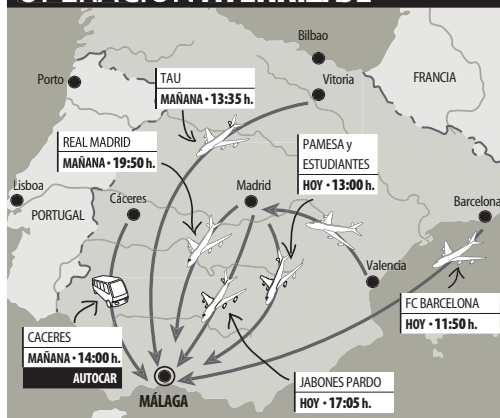 Bilbao
Porto
Vitoria
FRANCIA
TAU
MAÑANA • 13:35 h.
REAL MADRID
MAÑANA • 19:50 h.
PAMESA y
ESTUDIANTES
HOY • 13:00 h.
Lisboa
Cáceres
Madrid
Barcelona
PORTUGAL
Valencia
FC BARCELONA
HOY • 11:50 h.
CACERES
MAÑANA • 14:00 h.
AUTOCAR
JABONES PARDO
HOY • 17:05 h.
MÁLAGA